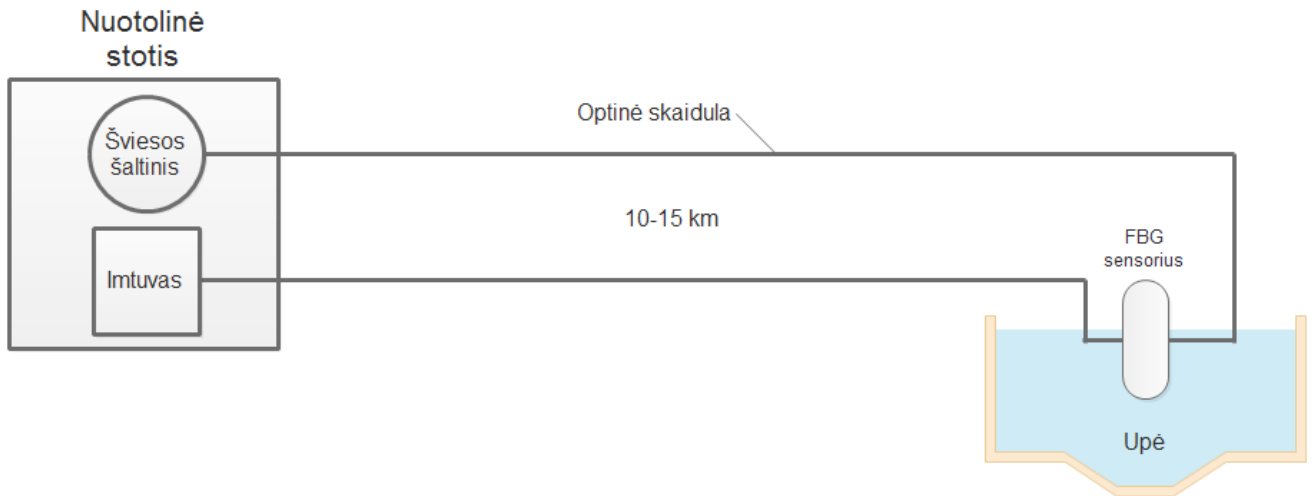 Nuotolinė
stotis
Šviesos
šaltinis
Optinė skaidula
10-15 km
Imtuvas
FBG
sensorius
Upė